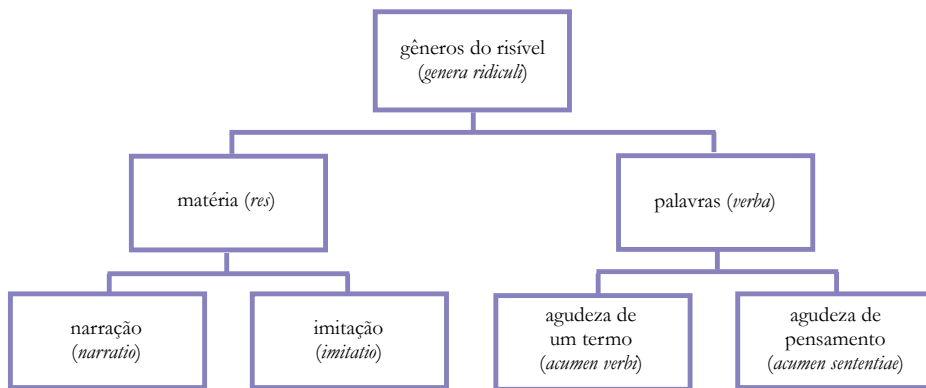 gêneros do risível
(genera ridiculi)
matéria (res)
palavras (verba)
narração
(narratio)
imitação
(imitatio)
agudeza de
um termo
(acumen verbi)
agudeza de
pensamento
(acumen sententiae)